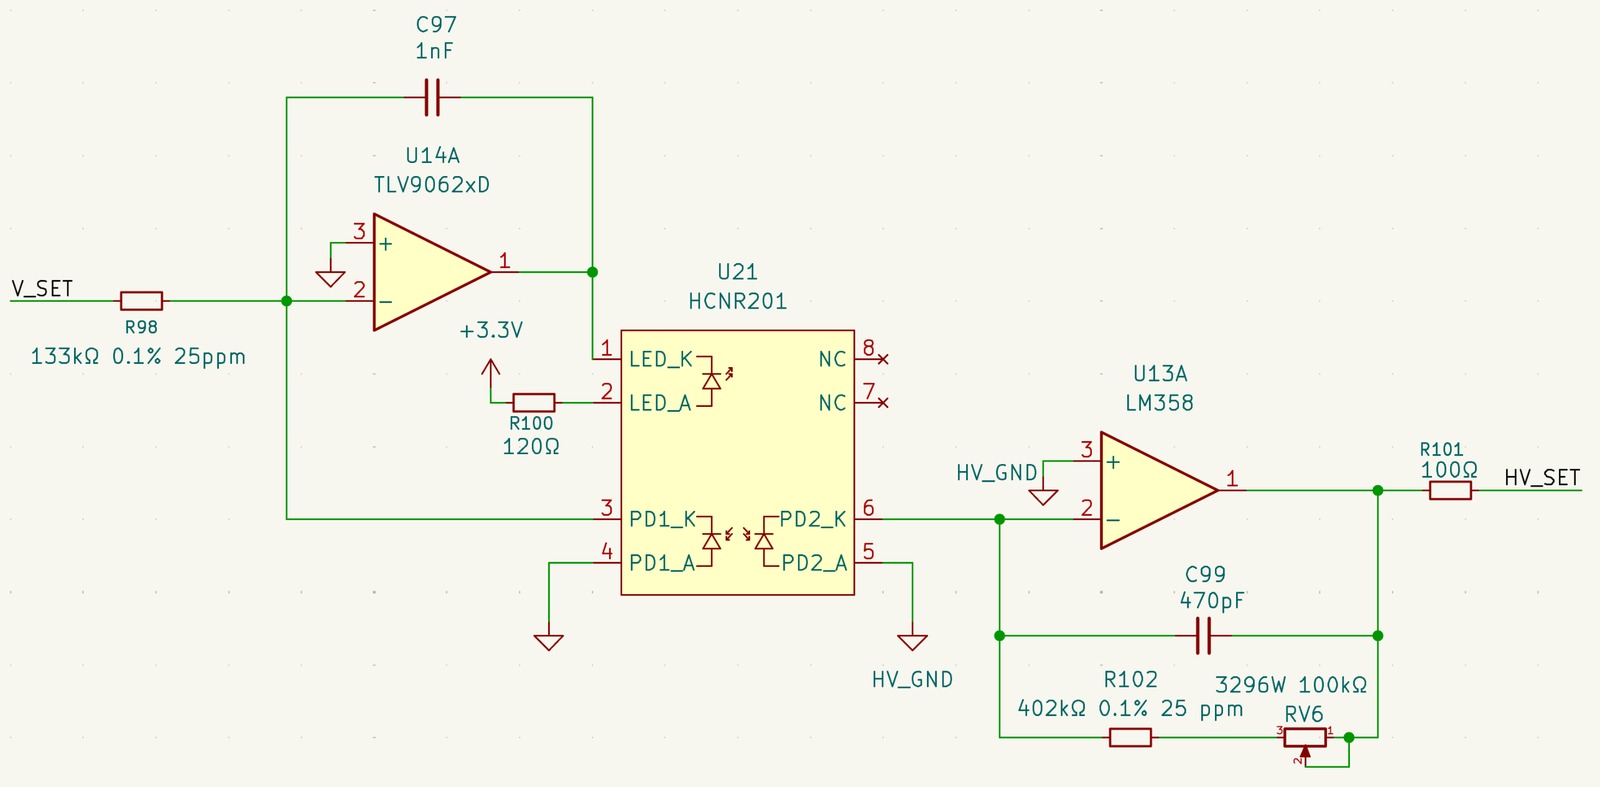 C97
1nF
U14A
TLV9062xD
3
+
1
V_SET
2
−
R98
133kΩ 0.1% 25ppm
+3.3V
R100
120Ω
U21
HCNR201
1
LED_K
2
LED_A
3
PD1_K
4
PD1_A
NC
8
NC
7
PD2_K
6
PD2_A
5
HV_GND
U13A
LM358
HV_GND
3
+
1
2
−
R101
100Ω
HV_SET
C99
470pF
R102
402kΩ 0.1% 25 ppm
3296W 100kΩ
RV6
3
1
2